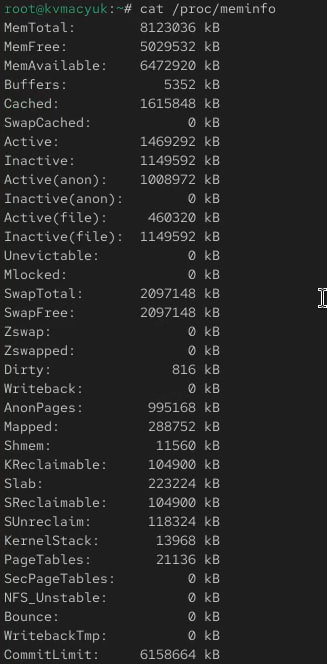 root@kvmacyuk:~# cat /proc/meminfo
MemTotal:        8123036 kB
MemFree:         5029532 kB
MemAvailable:    6472920 kB
Buffers:            5352 kB
Cached:          1615848 kB
SwapCached:            0 kB
Active:          1469292 kB
Inactive:        1149592 kB
Active(anon):    1008972 kB
Inactive(anon):        0 kB
Active(file):     460320 kB
Inactive(file):  1149592 kB
Unevictable:           0 kB
Mlocked:               0 kB
SwapTotal:       2097148 kB
SwapFree:        2097148 kB
Zswap:                 0 kB
Zswapped:              0 kB
Dirty:               816 kB
Writeback:             0 kB
AnonPages:        995168 kB
Mapped:           288752 kB
Shmem:             11560 kB
KReclaimable:     104900 kB
Slab:             223224 kB
SReclaimable:     104900 kB
SUnreclaim:       118324 kB
KernelStack:       13968 kB
PageTables:        21136 kB
SecPageTables:         0 kB
NFS_Unstable:          0 kB
Bounce:                0 kB
WritebackTmp:          0 kB
CommitLimit:     6158664 kB